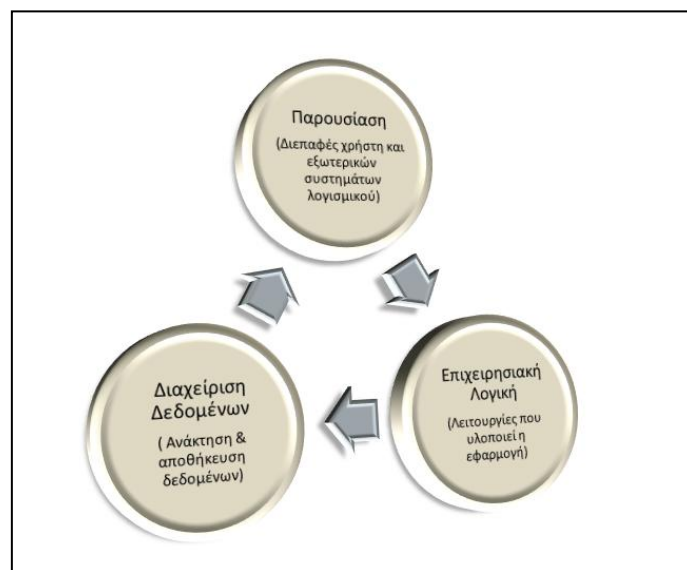 Παρουσίαση
(Διεπαφές χρήστη και
εξωτερικών
συστημάτων
λογισμικού)
Επιχειρησιακή
Λογική
(Λειτουργίες που
υλοποιεί η
εφαρμογή)
Διαχείριση
Δεδομένων
( Ανάκτηση &
αποθήκευση
δεδομένων)